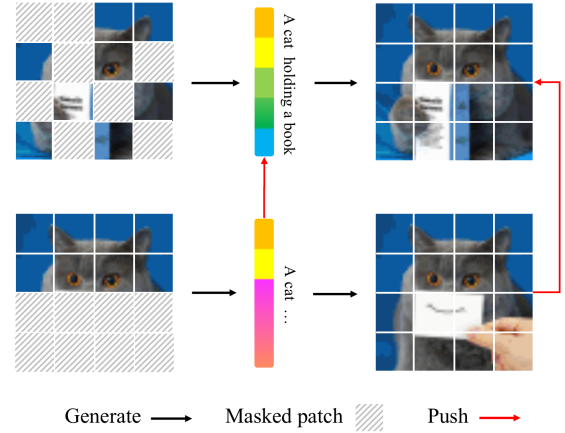 A cat holding a book
A cat ...
Generate
Masked patch
Push